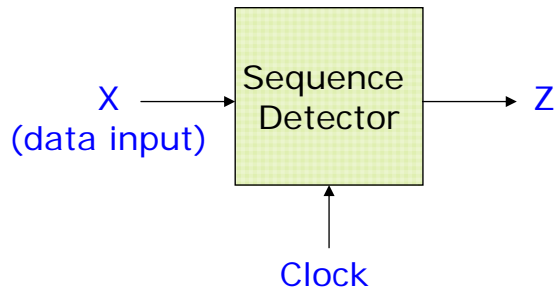 Sequence
Detector
X
(data input)
Z
Clock